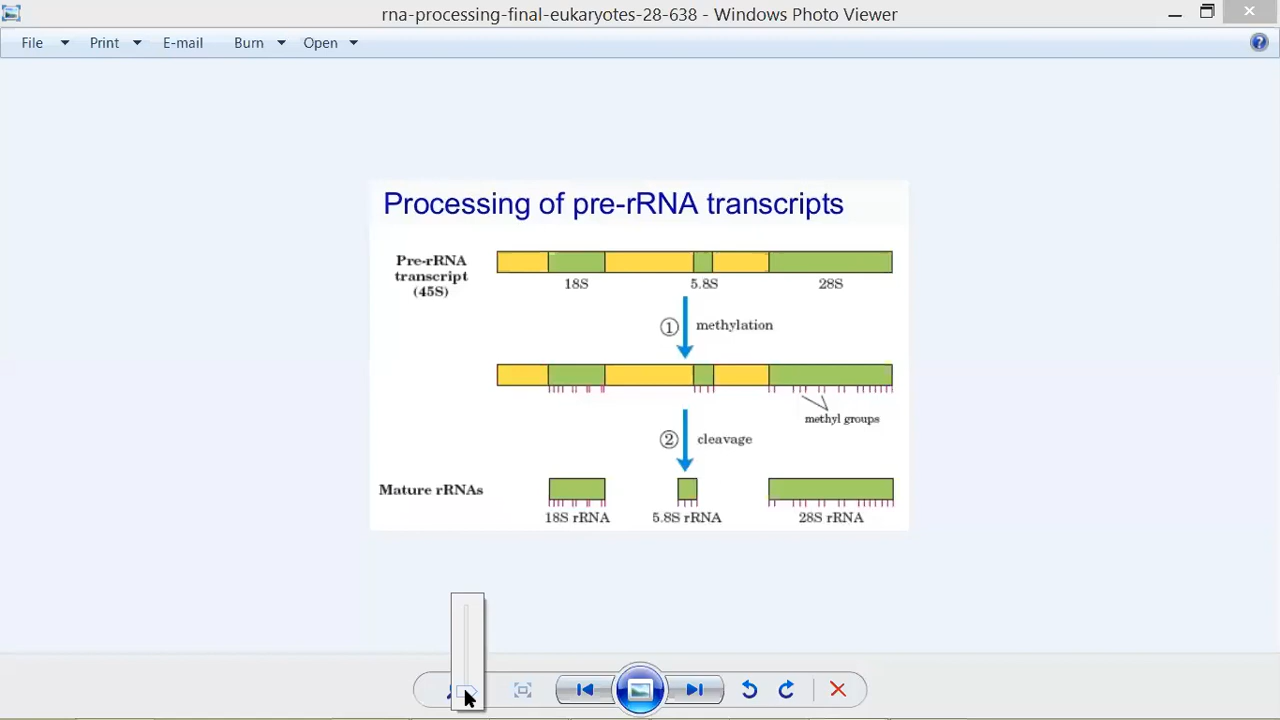 rna-processing-final-eukaryotes-28-638 - Windows Photo Viewer
File Print E-mail Burn Open
?
Processing of pre-rRNA transcripts
Pre-rRNA
transcript
(45S)
18S 5.8S 28S
1 methylation
methyl groups
2 cleavage
Mature rRNAs
18S rRNA 5.8S rRNA 28S rRNA